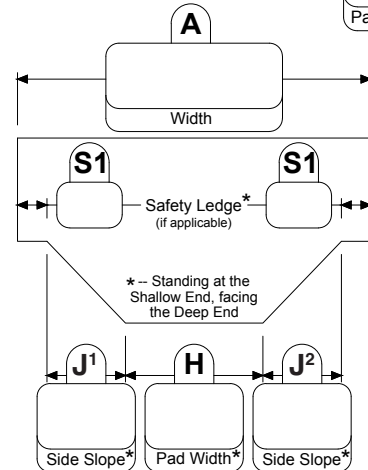 Pa
A
Width
S1 S1
Safety Ledge*
(if applicable)
* -- Standing at the
Shallow End, facing
the Deep End
J¹ H J²
Side Slope* Pad Width* Side Slope*